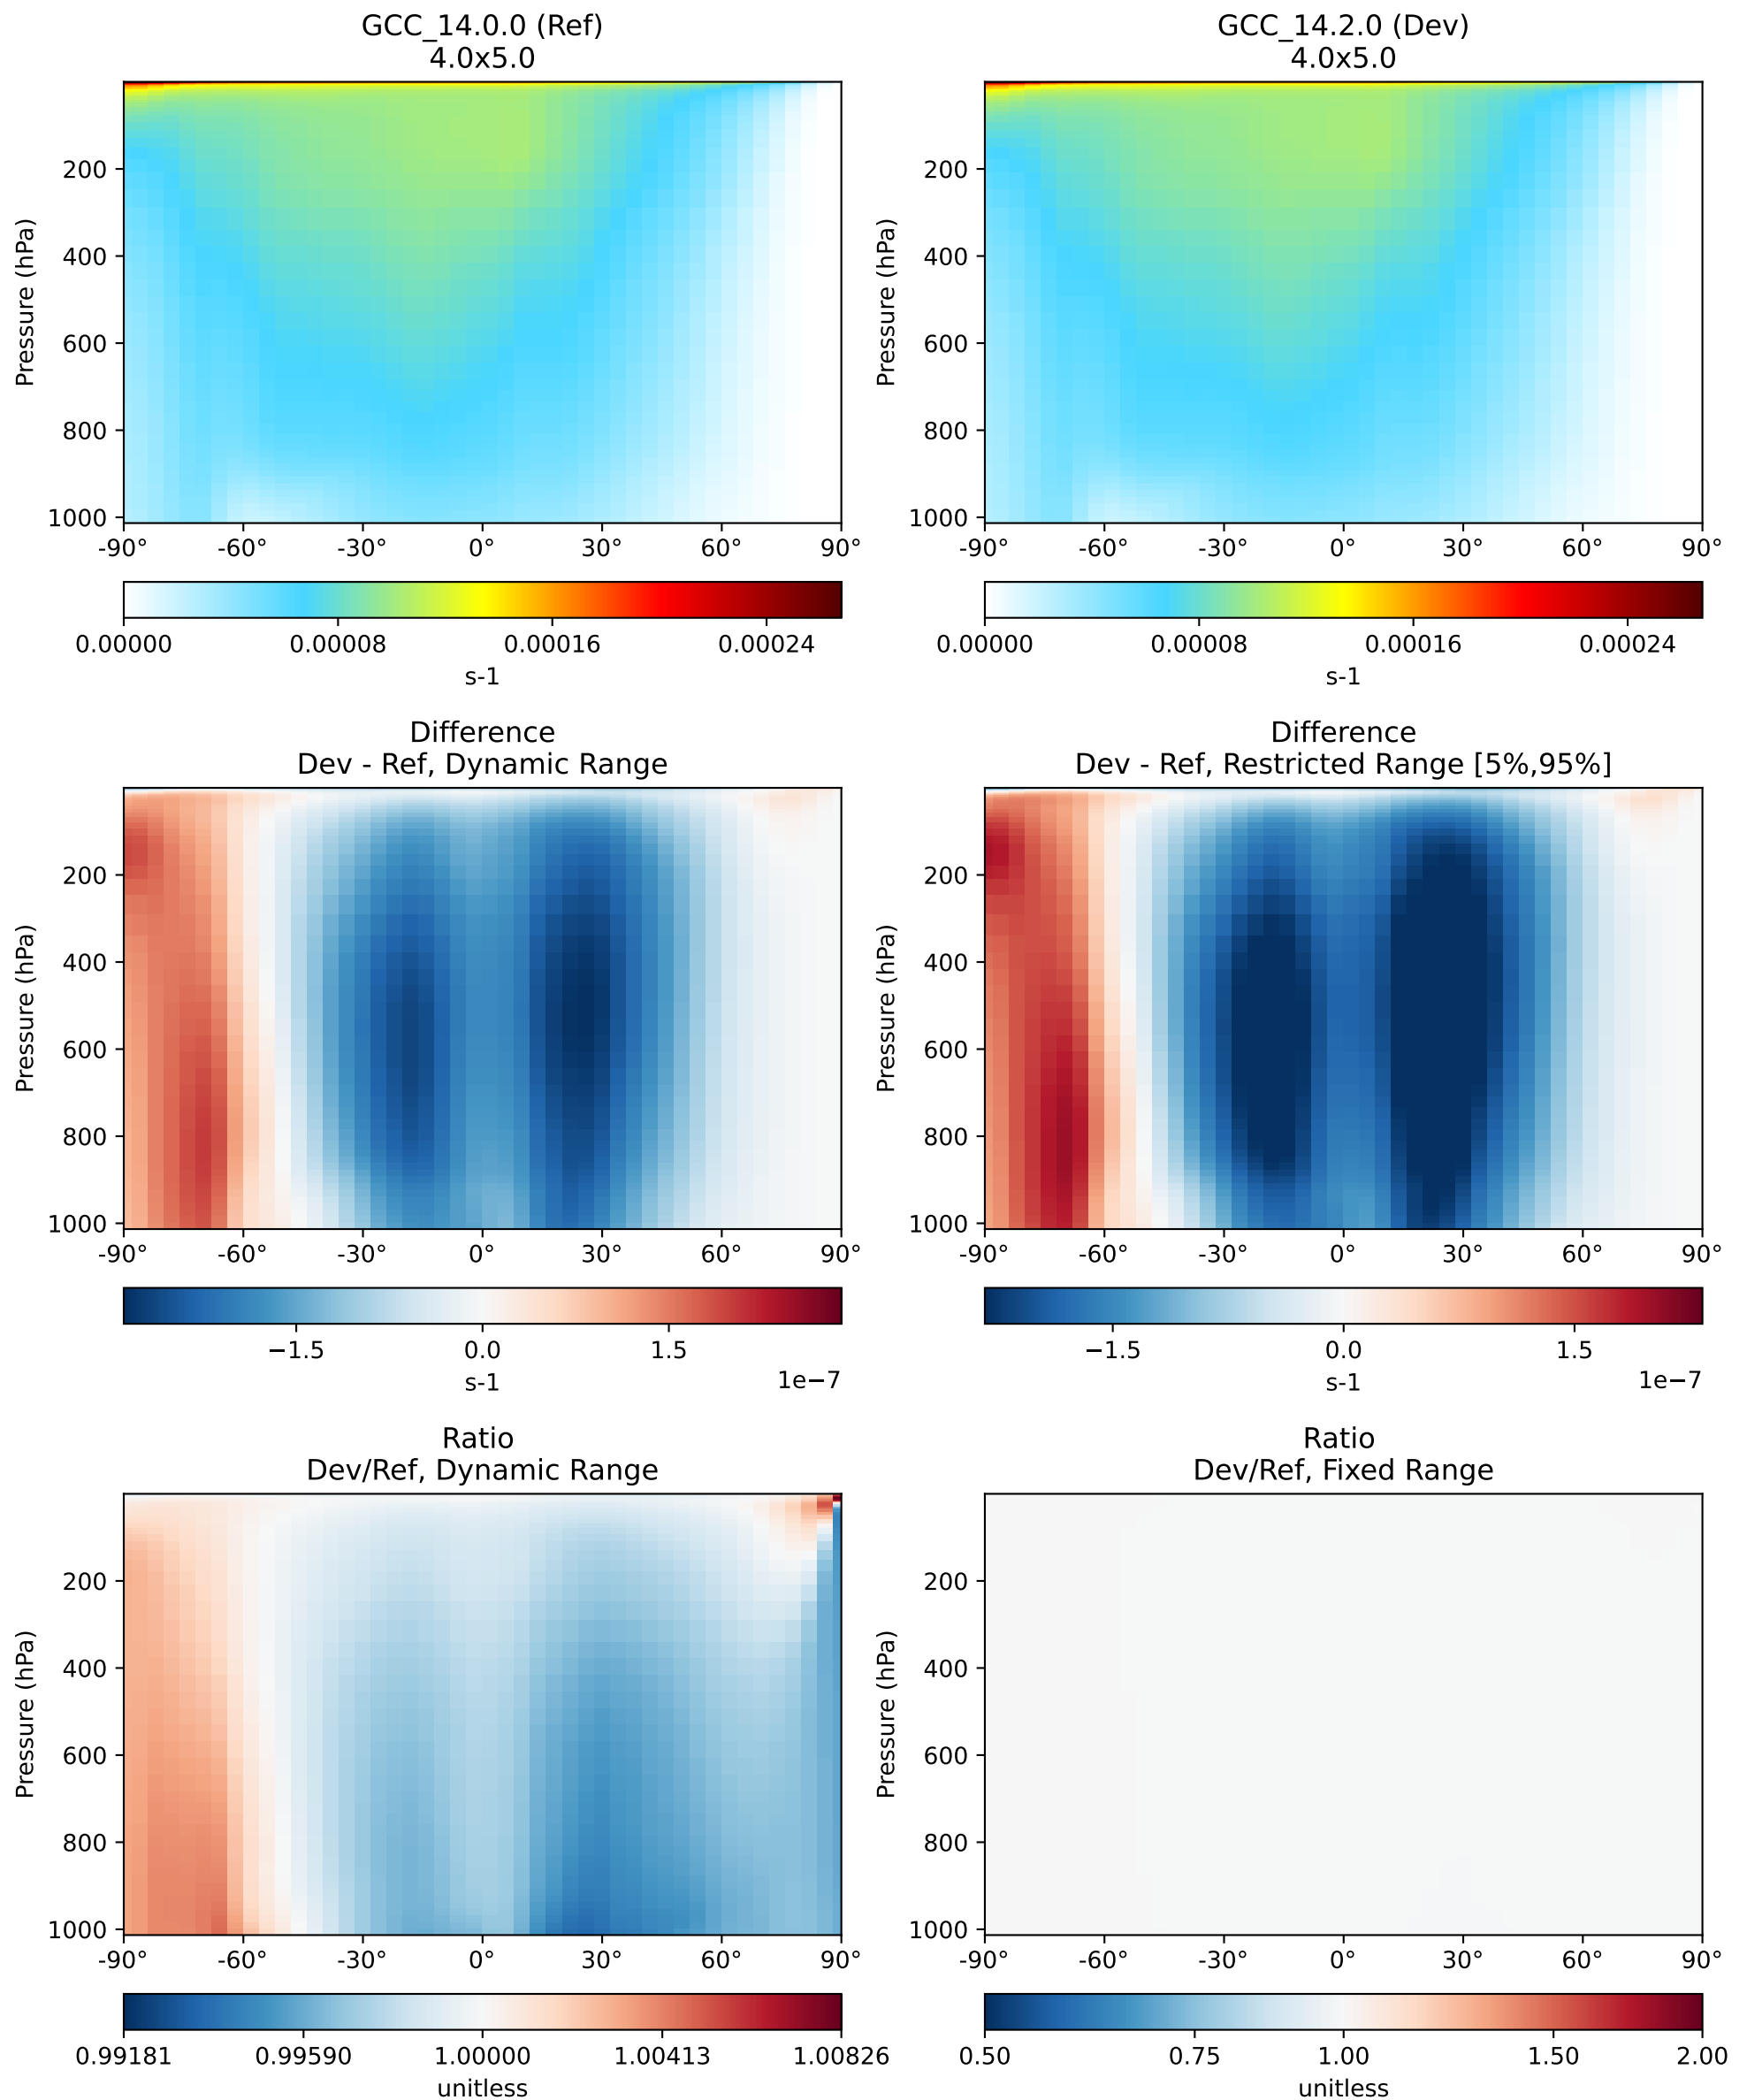 GCC_14.0.0 (Ref)
4.0x5.0
GCC_14.2.0 (Dev)
4.0x5.0
Pressure (hPa)
200
400
600
800
1000
-90° -60° -30° 0° 30° 60° 90°
0.00000 0.00008 0.00016 0.00024
s-1
Pressure (hPa)
200
400
600
800
1000
-90° -60° -30° 0° 30° 60° 90°
0.00000 0.00008 0.00016 0.00024
s-1
Difference
Dev - Ref, Dynamic Range
Pressure (hPa)
200
400
600
800
1000
-90° -60° -30° 0° 30° 60° 90°
−1.5 0.0 1.5
s-1
1e−7
Difference
Dev - Ref, Restricted Range [5%,95%]
Pressure (hPa)
200
400
600
800
1000
-90° -60° -30° 0° 30° 60° 90°
−1.5 0.0 1.5
s-1
1e−7
Ratio
Dev/Ref, Dynamic Range
Pressure (hPa)
200
400
600
800
1000
-90° -60° -30° 0° 30° 60° 90°
0.99181 0.99590 1.00000 1.00413 1.00826
unitless
Ratio
Dev/Ref, Fixed Range
Pressure (hPa)
200
400
600
800
1000
-90° -60° -30° 0° 30° 60° 90°
0.50 0.75 1.00 1.50 2.00
unitless